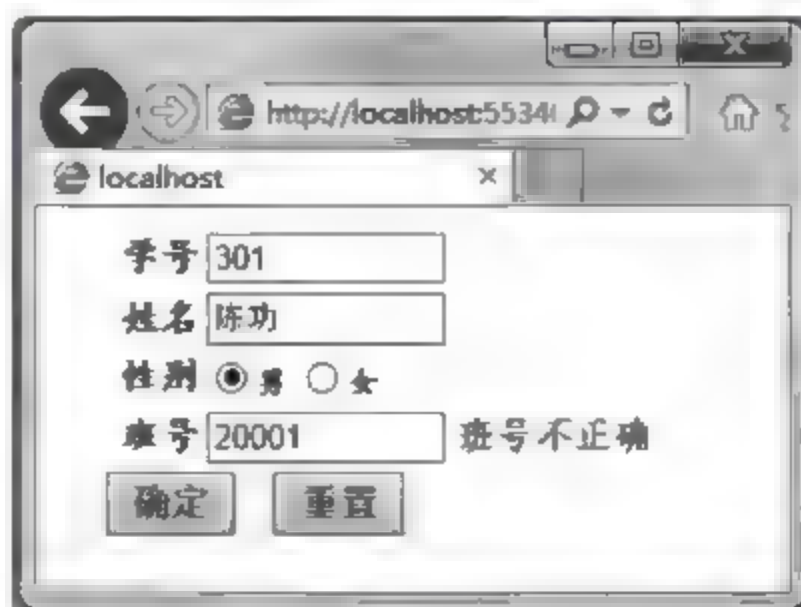 http://localhost:5534
localhost
学号 301
姓名 陈功
性别 男 女
班号 20001 班号不正确
确定 重置